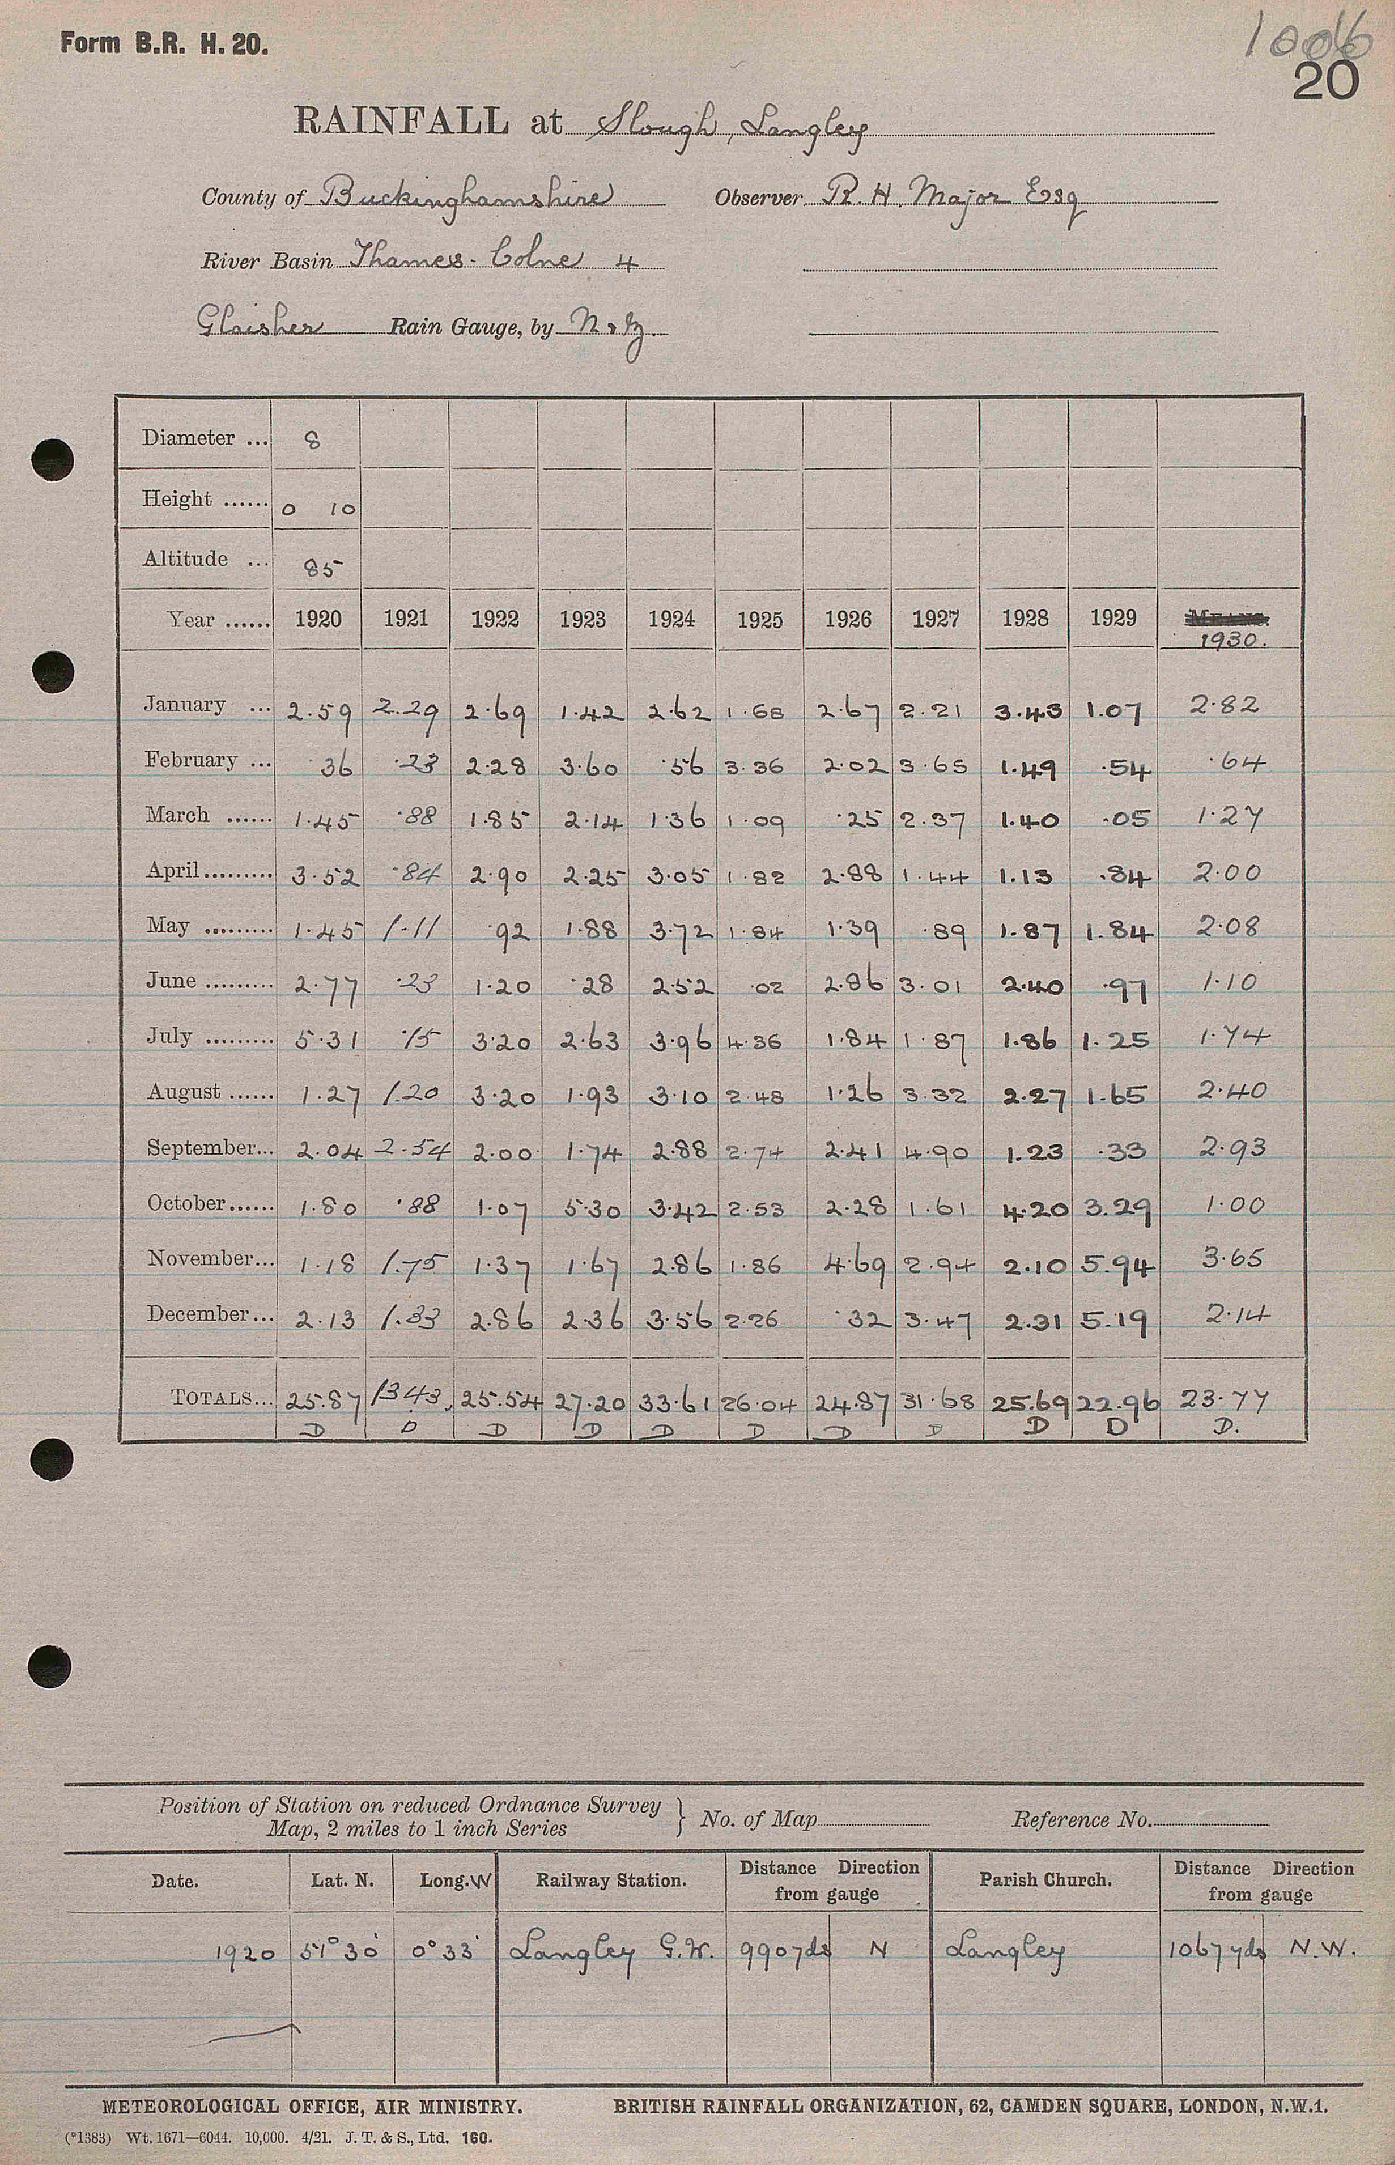 Form B.R. H. 20.
1006
20
RAINFALL at Slough, Langley
County of Buckinghamshire Observer R. H. Major Esq
River Basin Thames - Colne 4
Glaisher Rain Gauge, by N & Z.
Diameter ... 8
Height ...... 0 10
Altitude ... 85
Year ...... 1920 1921 1922 1923 1924 1925 1926 1927 1928 1929 MEANS.
1930.
January ... 2.59 2.29 2.69 1.42 2.62 1.68 2.67 2.21 3.43 1.07 2.82
February ... .36 .23 2.28 3.60 .56 3.36 2.02 3.65 1.49 .54 .64
March ...... 1.45 .88 1.85 2.14 1.36 1.09 .25 2.37 1.40 .05 1.27
April ......... 3.52 .84 2.90 2.25 3.05 1.82 2.88 1.44 1.13 .84 2.00
May ......... 1.45 1.11 .92 1.88 3.72 1.84 1.39 .89 1.87 1.84 2.08
June ......... 2.77 .23 1.20 .28 2.52 .02 2.86 3.01 2.40 .97 1.10
July ......... 5.31 .15 3.20 2.63 3.96 4.36 1.84 1.87 1.86 1.25 1.74
August ...... 1.27 1.20 3.20 1.93 3.10 2.48 1.26 3.32 2.27 1.65 2.40
September... 2.04 2.54 2.00 1.74 2.88 2.74 2.41 4.90 1.23 .33 2.93
October...... 1.80 .88 1.07 5.30 3.42 2.53 2.28 1.61 4.20 3.29 1.00
November... 1.18 1.75 1.37 1.67 2.86 1.86 4.69 2.94 2.10 5.94 3.65
December... 2.13 1.33 2.86 2.36 3.56 2.26 .32 3.47 2.31 5.19 2.14
TOTALS... 25.87 13.43 25.54 27.20 33.61 26.04 24.87 31.68 25.69 22.96 23.77
D D D D D D D D D D D.
Position of Station on reduced Ordnance Survey
Map, 2 miles to 1 inch Series } No. of Map Reference No.
Date. Lat. N. Long. W Railway Station. Distance Direction from gauge Parish Church. Distance Direction from gauge
1920 51° 30' 0° 33' Langley G.W. 990 yds N Langley 1067 yds N.W.
METEOROLOGICAL OFFICE, AIR MINISTRY. BRITISH RAINFALL ORGANIZATION, 62, CAMDEN SQUARE, LONDON, N.W.1.
(*1383) Wt. 1671—6044. 10,000. 4/21. J. T. & S., Ltd. 160.